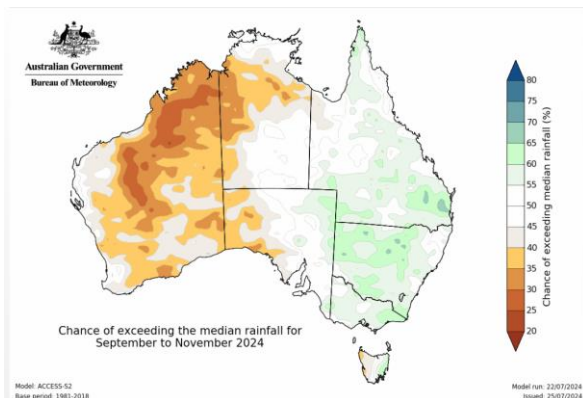 Australian Government
Bureau of Meteorology
80
75
70
65
60
55
50
45
40
35
30
25
20
Chance of exceeding median rainfall (%)
Chance of exceeding the median rainfall for
September to November 2024
Model: ACCESS-S2
Base period: 1981-2018
Model run: 22/07/2024
Issued: 25/07/2024